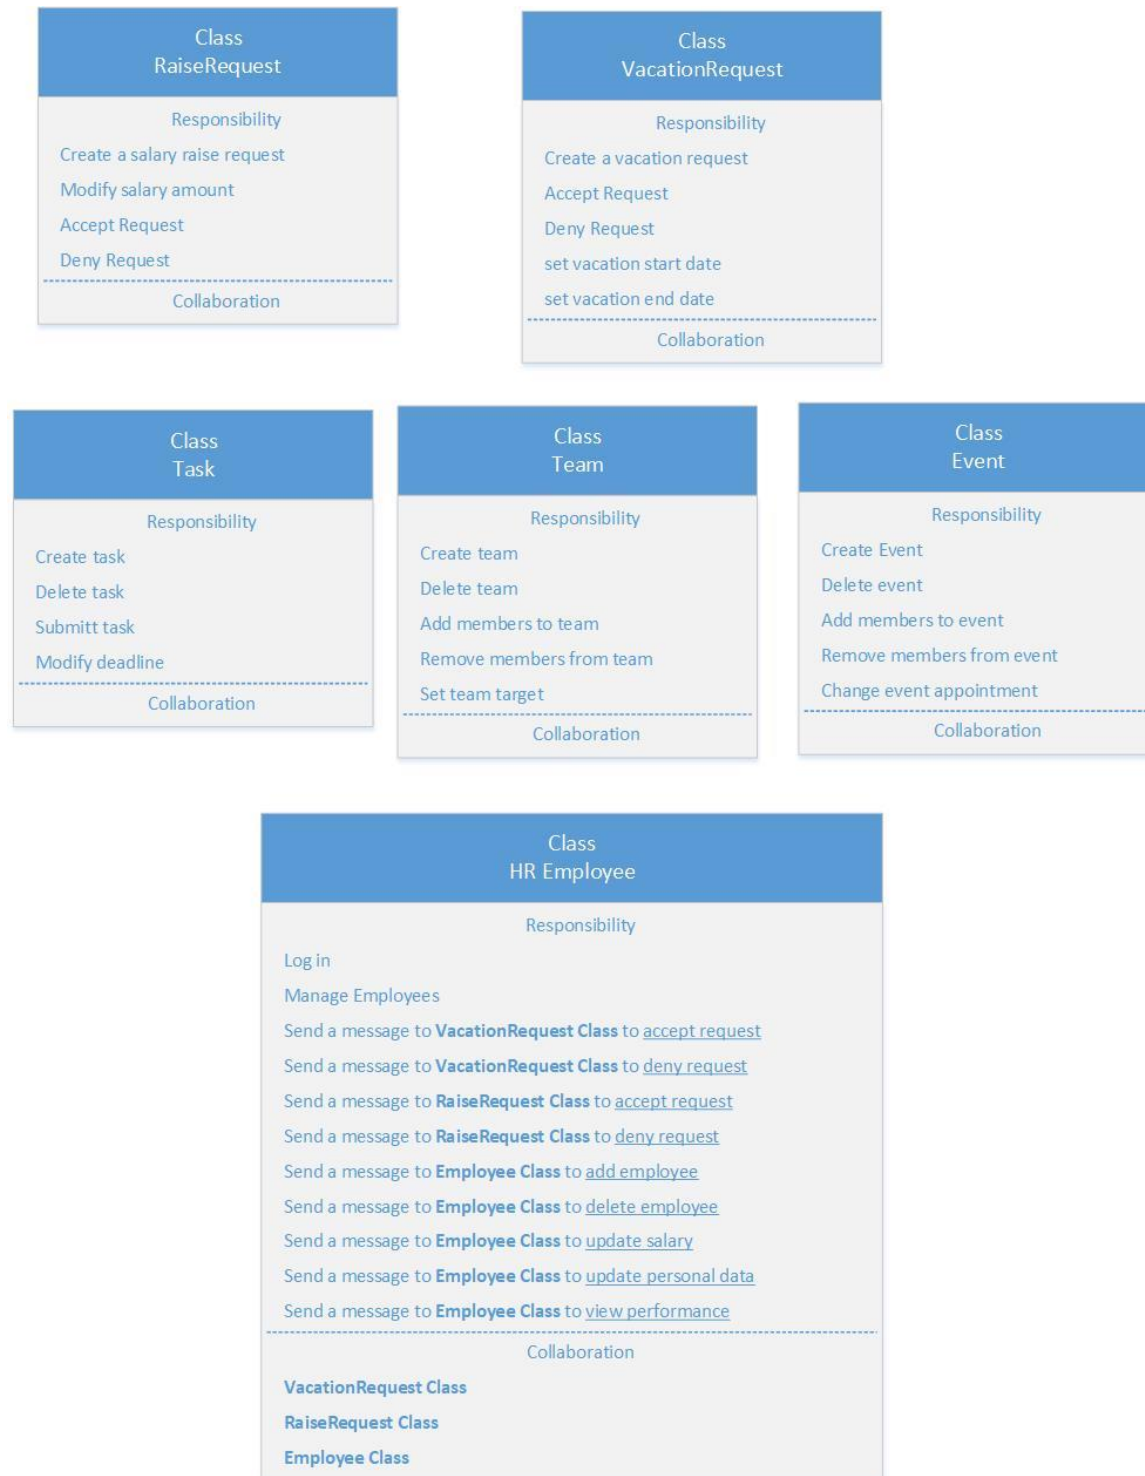 Class
RaiseRequest
Responsibility
Create a salary raise request
Modify salary amount
Accept Request
Deny Request
Collaboration
Class
VacationRequest
Responsibility
Create a vacation request
Accept Request
Deny Request
set vacation start date
set vacation end date
Collaboration
Class
Task
Responsibility
Create task
Delete task
Submitt task
Modify deadline
Collaboration
Class
Team
Responsibility
Create team
Delete team
Add members to team
Remove members from team
Set team target
Collaboration
Class
Event
Responsibility
Create Event
Delete event
Add members to event
Remove members from event
Change event appointment
Collaboration
Class
HR Employee
Responsibility
Log in
Manage Employees
Send a message to VacationRequest Class to accept request
Send a message to VacationRequest Class to deny request
Send a message to RaiseRequest Class to accept request
Send a message to RaiseRequest Class to deny request
Send a message to Employee Class to add employee
Send a message to Employee Class to delete employee
Send a message to Employee Class to update salary
Send a message to Employee Class to update personal data
Send a message to Employee Class to view performance
Collaboration
VacationRequest Class
RaiseRequest Class
Employee Class